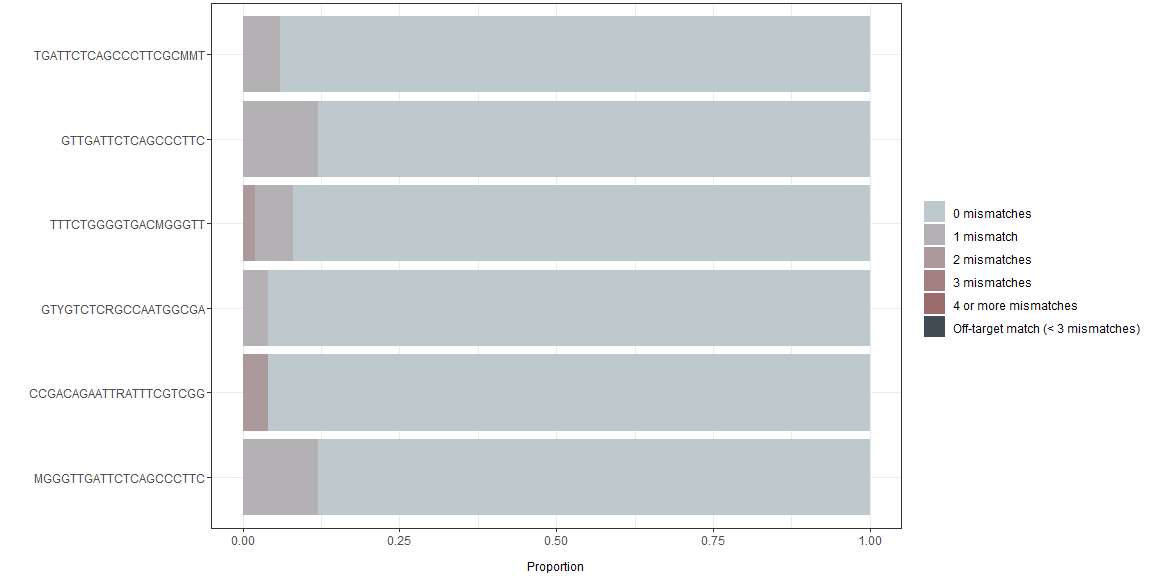 TGATTCTCAGCCCTTCGCMMT
GTTGATTCTCAGCCCTTC
TTTCTGGGGTGACMGGGTT
GTYGTCTCRGCCAATGGCGA
CCGACAGAATTRATTTCGTCGG
MGGGTTGATTCTCAGCCCTTC
0.00 0.25 0.50 0.75 1.00
Proportion
0 mismatches
1 mismatch
2 mismatches
3 mismatches
4 or more mismatches
Off-target match (< 3 mismatches)